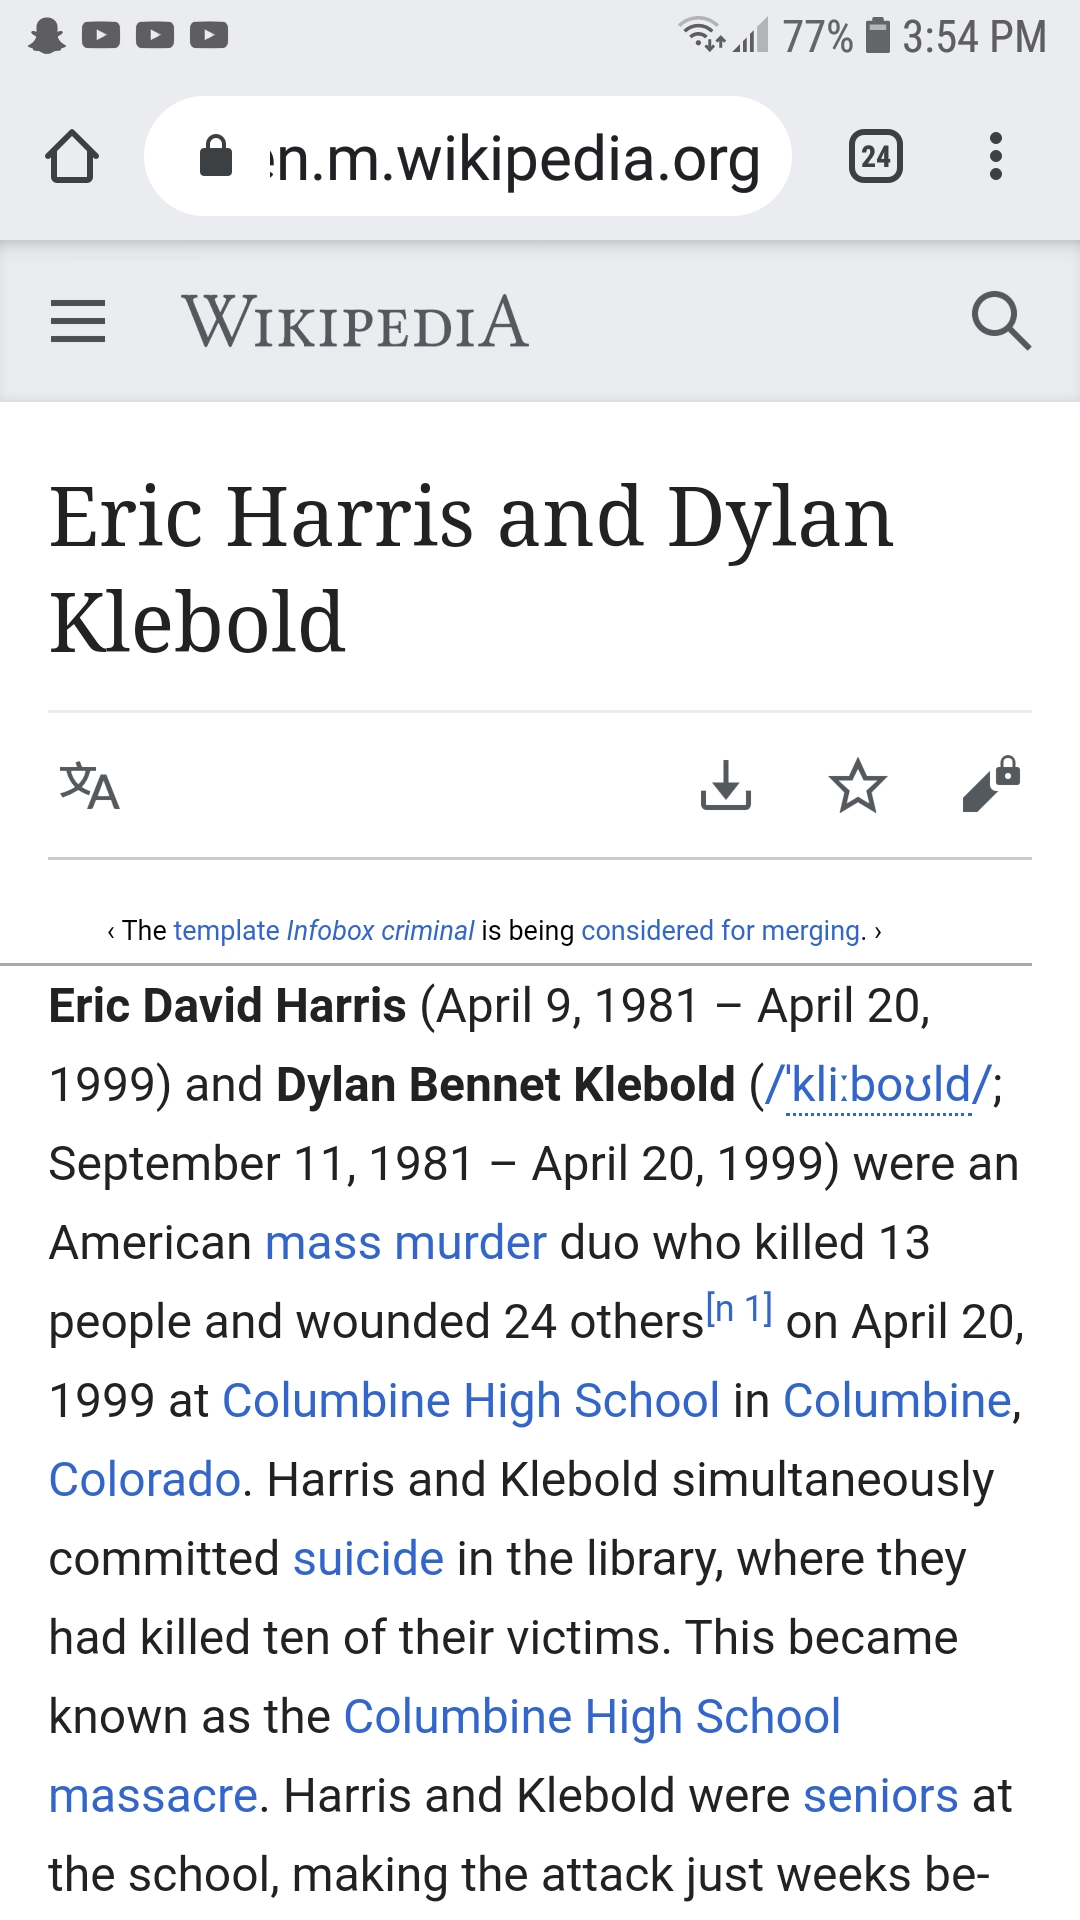 77% 3:54 PM
en.m.wikipedia.org 24
WIKIPEDIA
Eric Harris and Dylan
Klebold
文A
‹ The template Infobox criminal is being considered for merging. ›
Eric David Harris (April 9, 1981 – April 20,
1999) and Dylan Bennet Klebold (/ˈkliːboʊld/;
September 11, 1981 – April 20, 1999) were an
American mass murder duo who killed 13
people and wounded 24 others[n 1] on April 20,
1999 at Columbine High School in Columbine,
Colorado. Harris and Klebold simultaneously
committed suicide in the library, where they
had killed ten of their victims. This became
known as the Columbine High School
massacre. Harris and Klebold were seniors at
the school, making the attack just weeks be-